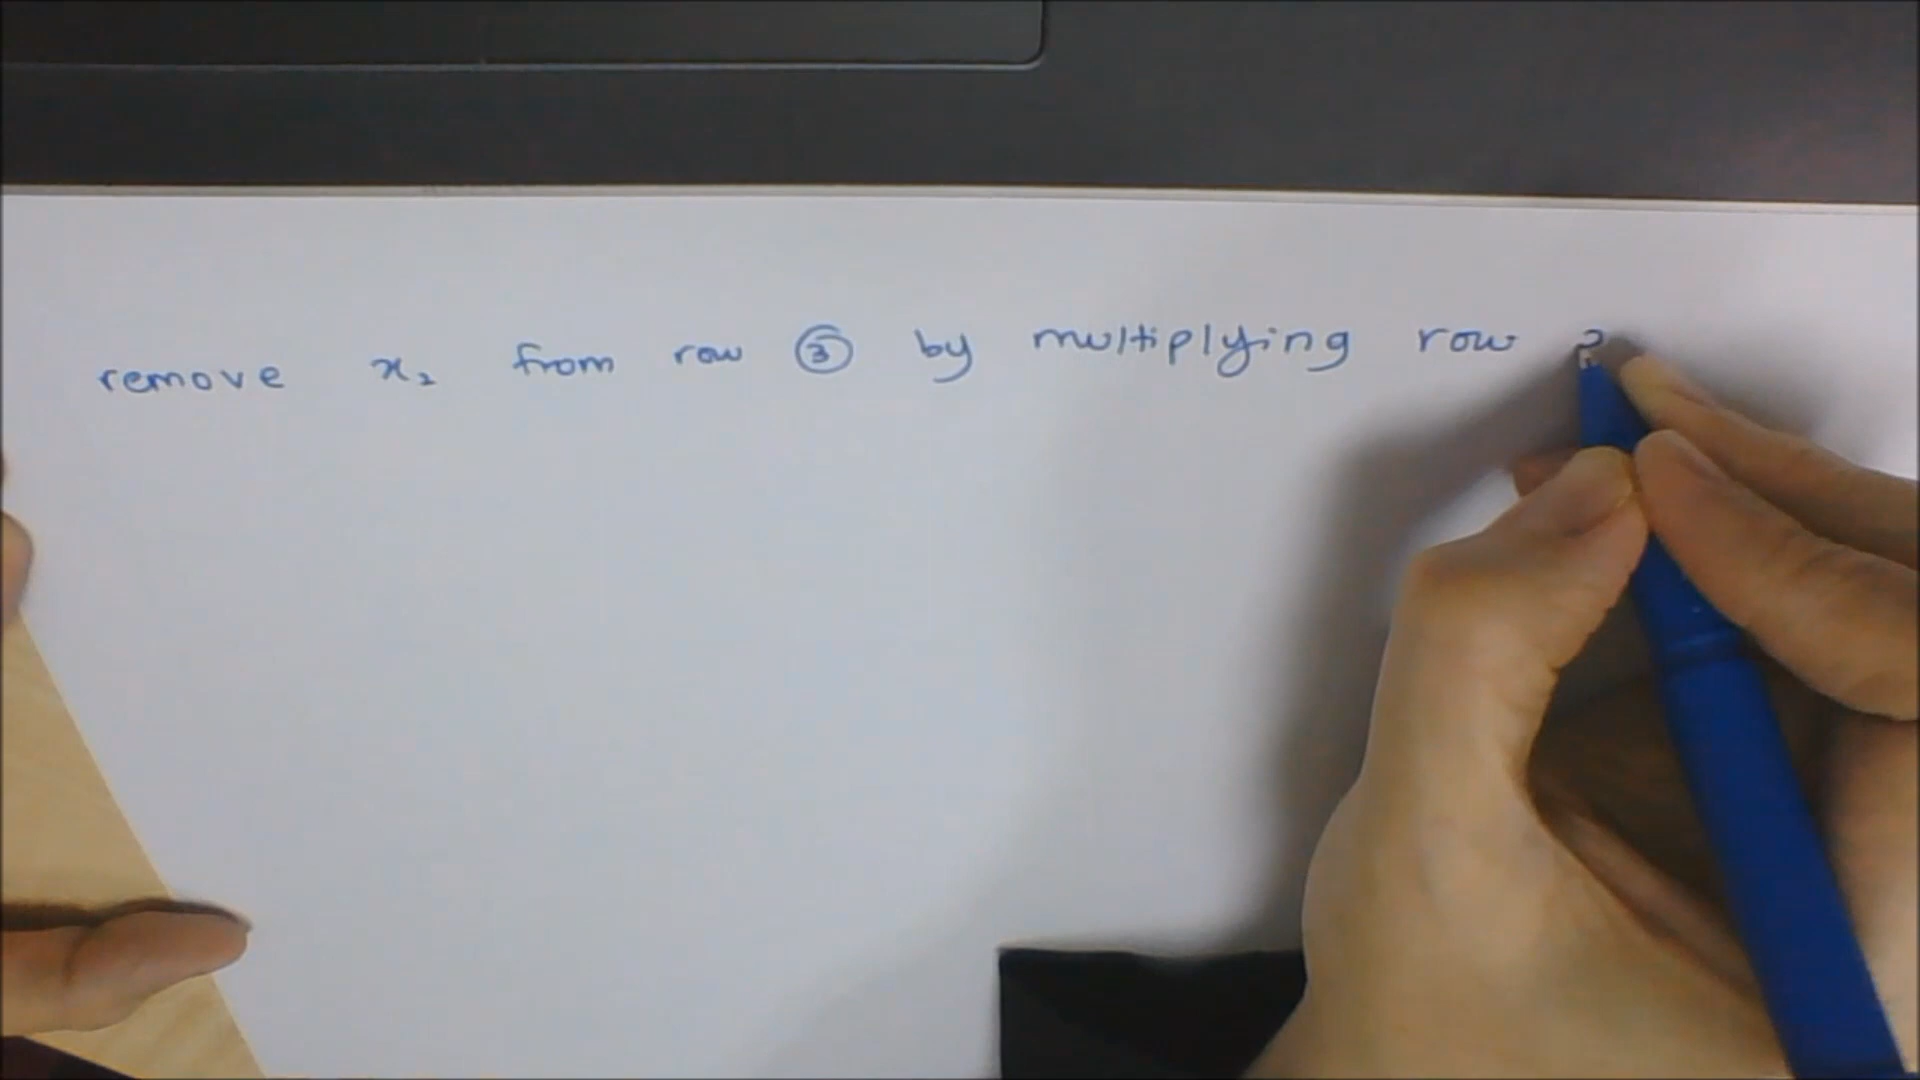 remove x₂ from row ③ by multiplying row